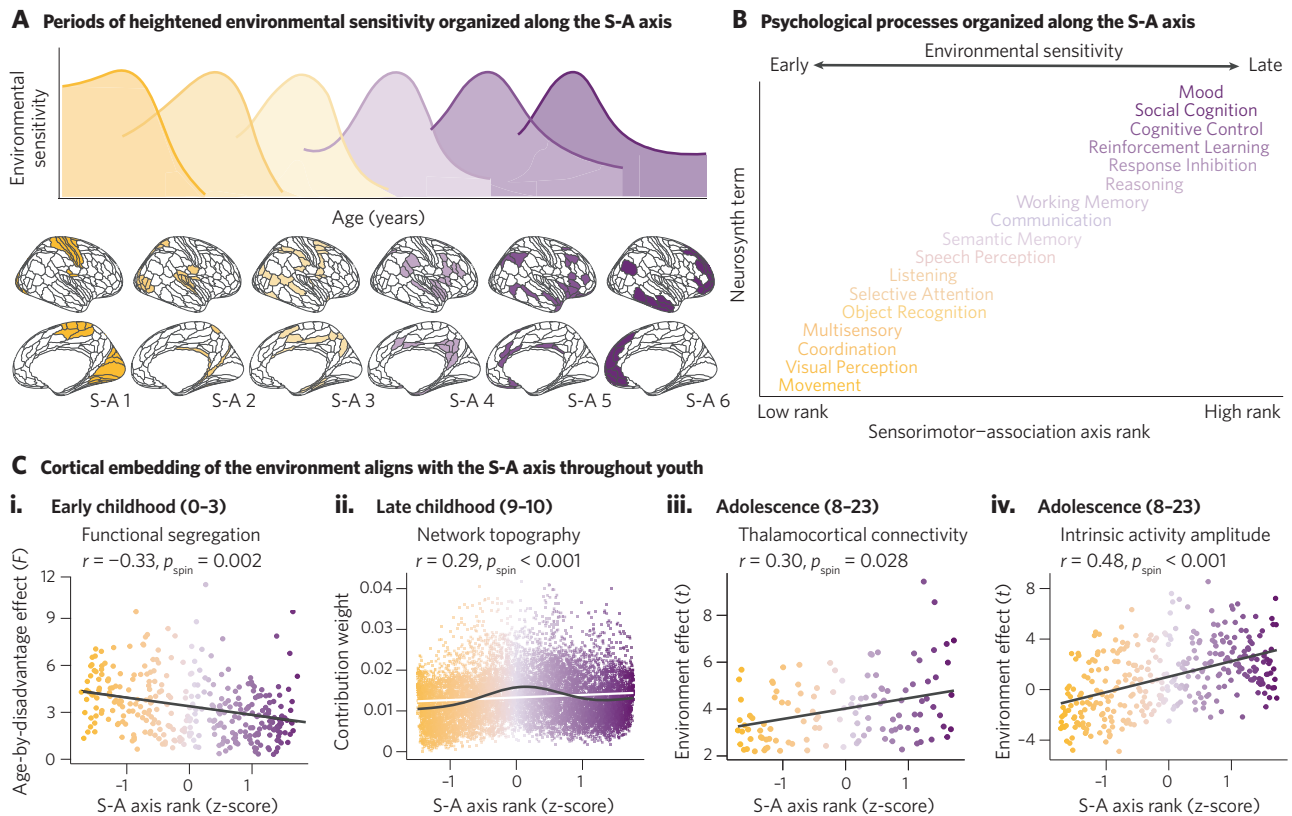 A Periods of heightened environmental sensitivity organized along the S-A axis
Environmental
sensitivity
Age (years)
S-A 1
S-A 2
S-A 3
S-A 4
S-A 5
S-A 6
B Psychological processes organized along the S-A axis
Environmental sensitivity
Early
Late
Neurosynth term
Mood
Social Cognition
Cognitive Control
Reinforcement Learning
Response Inhibition
Reasoning
Working Memory
Communication
Semantic Memory
Speech Perception
Listening
Selective Attention
Object Recognition
Multisensory
Coordination
Visual Perception
Movement
Low rank
High rank
Sensorimotor–association axis rank
C Cortical embedding of the environment aligns with the S-A axis throughout youth
i. Early childhood (0–3)
Functional segregation
r = −0.33, pspin = 0.002
Age-by-disadvantage effect (F)
12
9
6
3
0
-1
0
1
S-A axis rank (z-score)
ii. Late childhood (9–10)
Network topography
r = 0.29, pspin < 0.001
Contribution weight
0.04
0.03
0.02
0.01
0
-1
0
1
S-A axis rank (z-score)
iii. Adolescence (8–23)
Thalamocortical connectivity
r = 0.30, pspin = 0.028
Environment effect (t)
8
6
4
2
-1
0
1
S-A axis rank (z-score)
iv. Adolescence (8–23)
Intrinsic activity amplitude
r = 0.48, pspin < 0.001
Environment effect (t)
8
4
0
−4
-1
0
1
S-A axis rank (z-score)